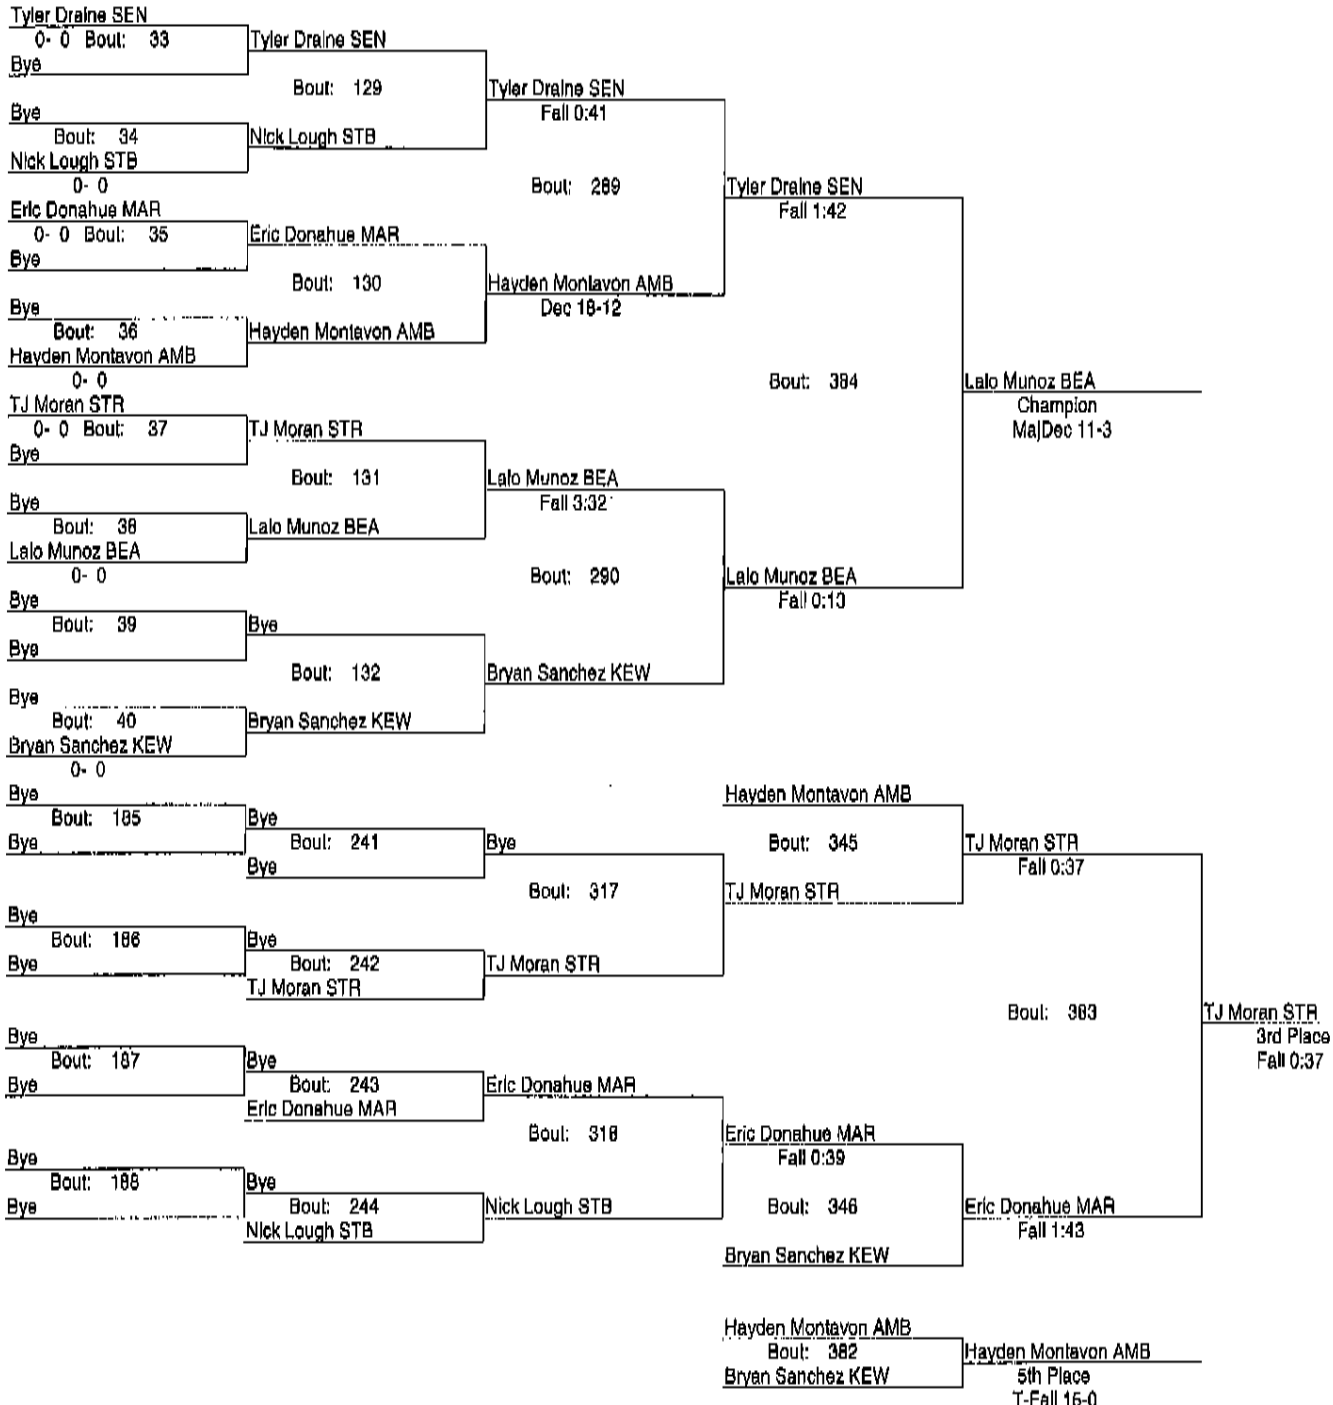 Tyler Draine SEN
0- 0 Bout: 33
Tyler Draine SEN
Bye
Bout: 129
Tyler Draine SEN
Fall 0:41
Bye
Bout: 34
Nick Lough STB
Nick Lough STB
0- 0
Bout: 289
Tyler Draine SEN
Fall 1:42
Eric Donahue MAR
0- 0 Bout: 35
Eric Donahue MAR
Bye
Bout: 130
Hayden Montavon AMB
Dec 18-12
Bye
Bout: 36
Hayden Montavon AMB
Hayden Montavon AMB
0- 0
Bout: 384
Lalo Munoz BEA
Champion
MajDec 11-3
TJ Moran STR
0- 0 Bout: 37
TJ Moran STR
Bye
Bout: 131
Lalo Munoz BEA
Fall 3:32
Bye
Bout: 38
Lalo Munoz BEA
Lalo Munoz BEA
0- 0
Bout: 290
Lalo Munoz BEA
Fall 0:13
Bye
Bout: 39
Bye
Bye
Bout: 132
Bryan Sanchez KEW
Bye
Bout: 40
Bryan Sanchez KEW
Bryan Sanchez KEW
0- 0
Bye
Hayden Montavon AMB
Bout: 185
Bye
Bye
Bout: 241
Bye
Bout: 345
TJ Moran STR
Fall 0:37
Bye
Bout: 317
TJ Moran STR
Bye
Bout: 186
Bye
Bye
Bout: 242
TJ Moran STR
TJ Moran STR
Bout: 383
TJ Moran STR
3rd Place
Fall 0:37
Bye
Bout: 187
Bye
Bye
Bout: 243
Eric Donahue MAR
Eric Donahue MAR
Bout: 318
Eric Donahue MAR
Fall 0:39
Bye
Bout: 188
Bye
Bye
Bout: 244
Nick Lough STB
Bout: 346
Eric Donahue MAR
Fall 1:43
Nick Lough STB
Bryan Sanchez KEW
Hayden Montavon AMB
Bout: 382
Hayden Montavon AMB
Bryan Sanchez KEW
5th Place
T-Fall 15-0